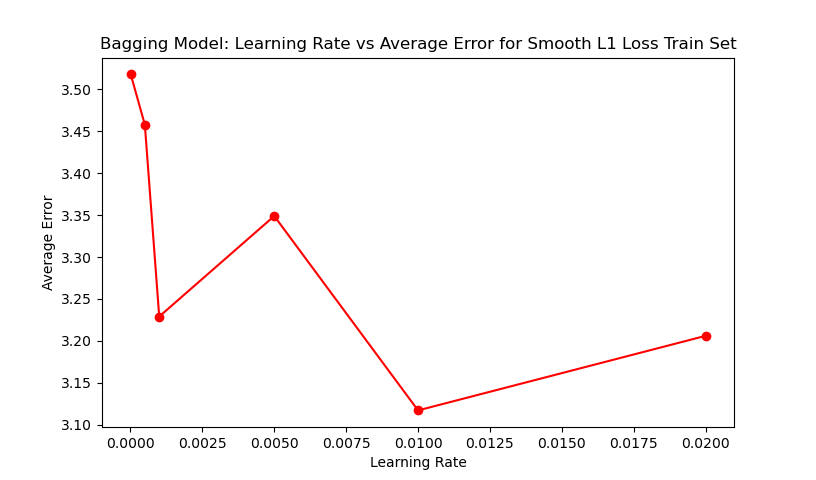 Bagging Model: Learning Rate vs Average Error for Smooth L1 Loss Train Set
3.50
3.45
3.40
3.35
3.30
3.25
3.20
3.15
3.10
Average Error
0.0000 0.0025 0.0050 0.0075 0.0100 0.0125 0.0150 0.0175 0.0200
Learning Rate